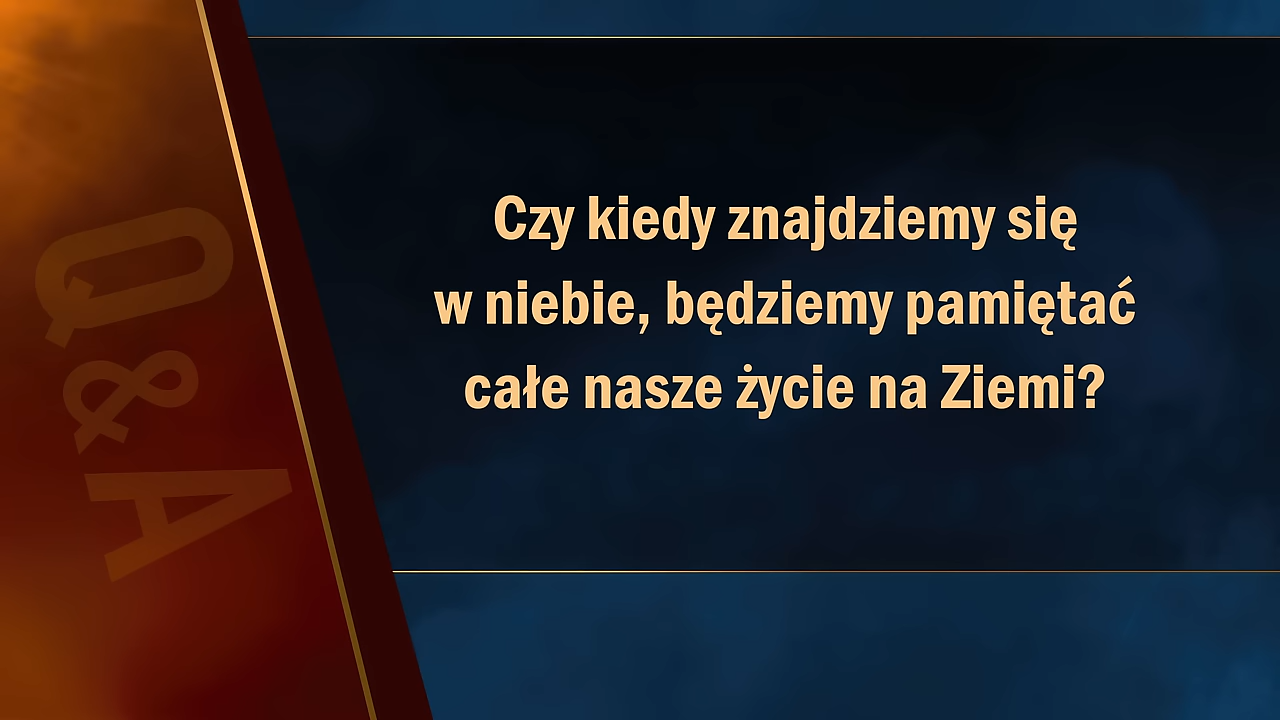 Q & A
Czy kiedy znajdziemy się
w niebie, będziemy pamiętać
całe nasze życie na Ziemi?